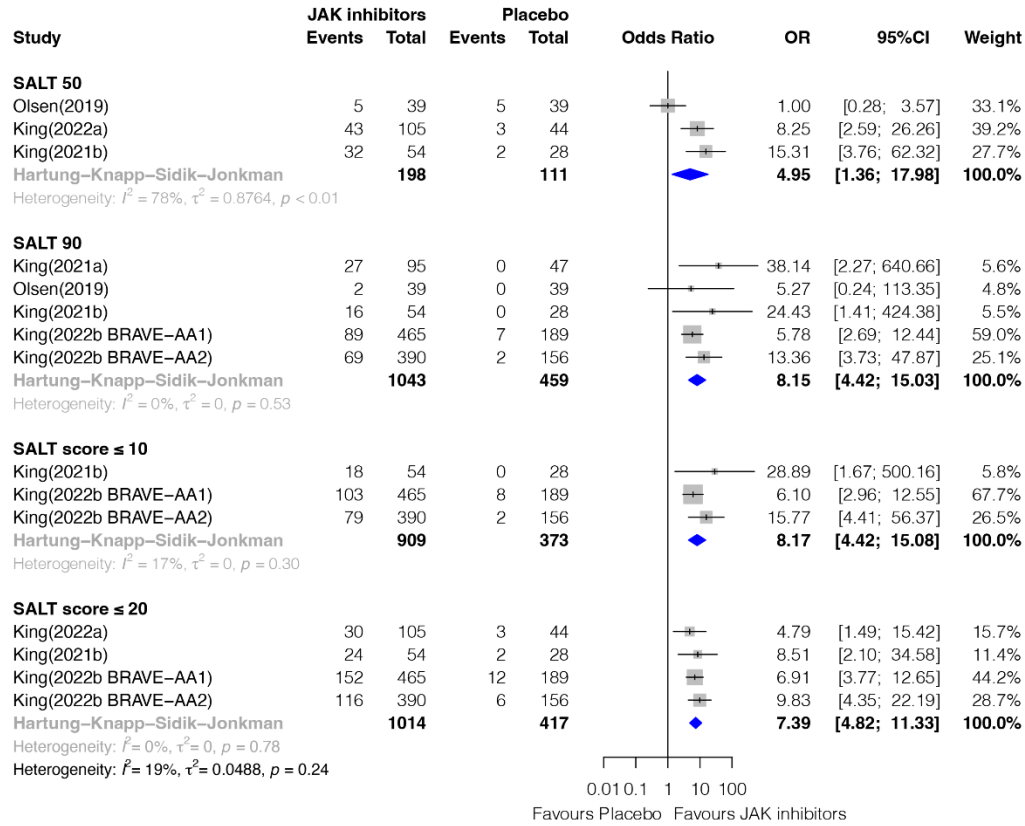 JAK inhibitors Placebo
Study Events Total Events Total Odds Ratio OR 95%CI Weight
SALT 50
Olsen(2019) 5 39 5 39 1.00 [0.28; 3.57] 33.1%
King(2022a) 43 105 3 44 8.25 [2.59; 26.26] 39.2%
King(2021b) 32 54 2 28 15.31 [3.76; 62.32] 27.7%
Hartung−Knapp−Sidik−Jonkman 198 111 4.95 [1.36; 17.98] 100.0%
Heterogeneity: I² = 78%, τ² = 0.8764, p < 0.01
SALT 90
King(2021a) 27 95 0 47 38.14 [2.27; 640.66] 5.6%
Olsen(2019) 2 39 0 39 5.27 [0.24; 113.35] 4.8%
King(2021b) 16 54 0 28 24.43 [1.41; 424.38] 5.5%
King(2022b BRAVE−AA1) 89 465 7 189 5.78 [2.69; 12.44] 59.0%
King(2022b BRAVE−AA2) 69 390 2 156 13.36 [3.73; 47.87] 25.1%
Hartung−Knapp−Sidik−Jonkman 1043 459 8.15 [4.42; 15.03] 100.0%
Heterogeneity: I² = 0%, τ² = 0, p = 0.53
SALT score ≤ 10
King(2021b) 18 54 0 28 28.89 [1.67; 500.16] 5.8%
King(2022b BRAVE−AA1) 103 465 8 189 6.10 [2.96; 12.55] 67.7%
King(2022b BRAVE−AA2) 79 390 2 156 15.77 [4.41; 56.37] 26.5%
Hartung−Knapp−Sidik−Jonkman 909 373 8.17 [4.42; 15.08] 100.0%
Heterogeneity: I² = 17%, τ² = 0, p = 0.30
SALT score ≤ 20
King(2022a) 30 105 3 44 4.79 [1.49; 15.42] 15.7%
King(2021b) 24 54 2 28 8.51 [2.10; 34.58] 11.4%
King(2022b BRAVE−AA1) 152 465 12 189 6.91 [3.77; 12.65] 44.2%
King(2022b BRAVE−AA2) 116 390 6 156 9.83 [4.35; 22.19] 28.7%
Hartung−Knapp−Sidik−Jonkman 1014 417 7.39 [4.82; 11.33] 100.0%
Heterogeneity: I² = 0%, τ² = 0, p = 0.78
Heterogeneity: I² = 19%, τ² = 0.0488, p = 0.24
0.01 0.1 1 10 100
Favours Placebo Favours JAK inhibitors